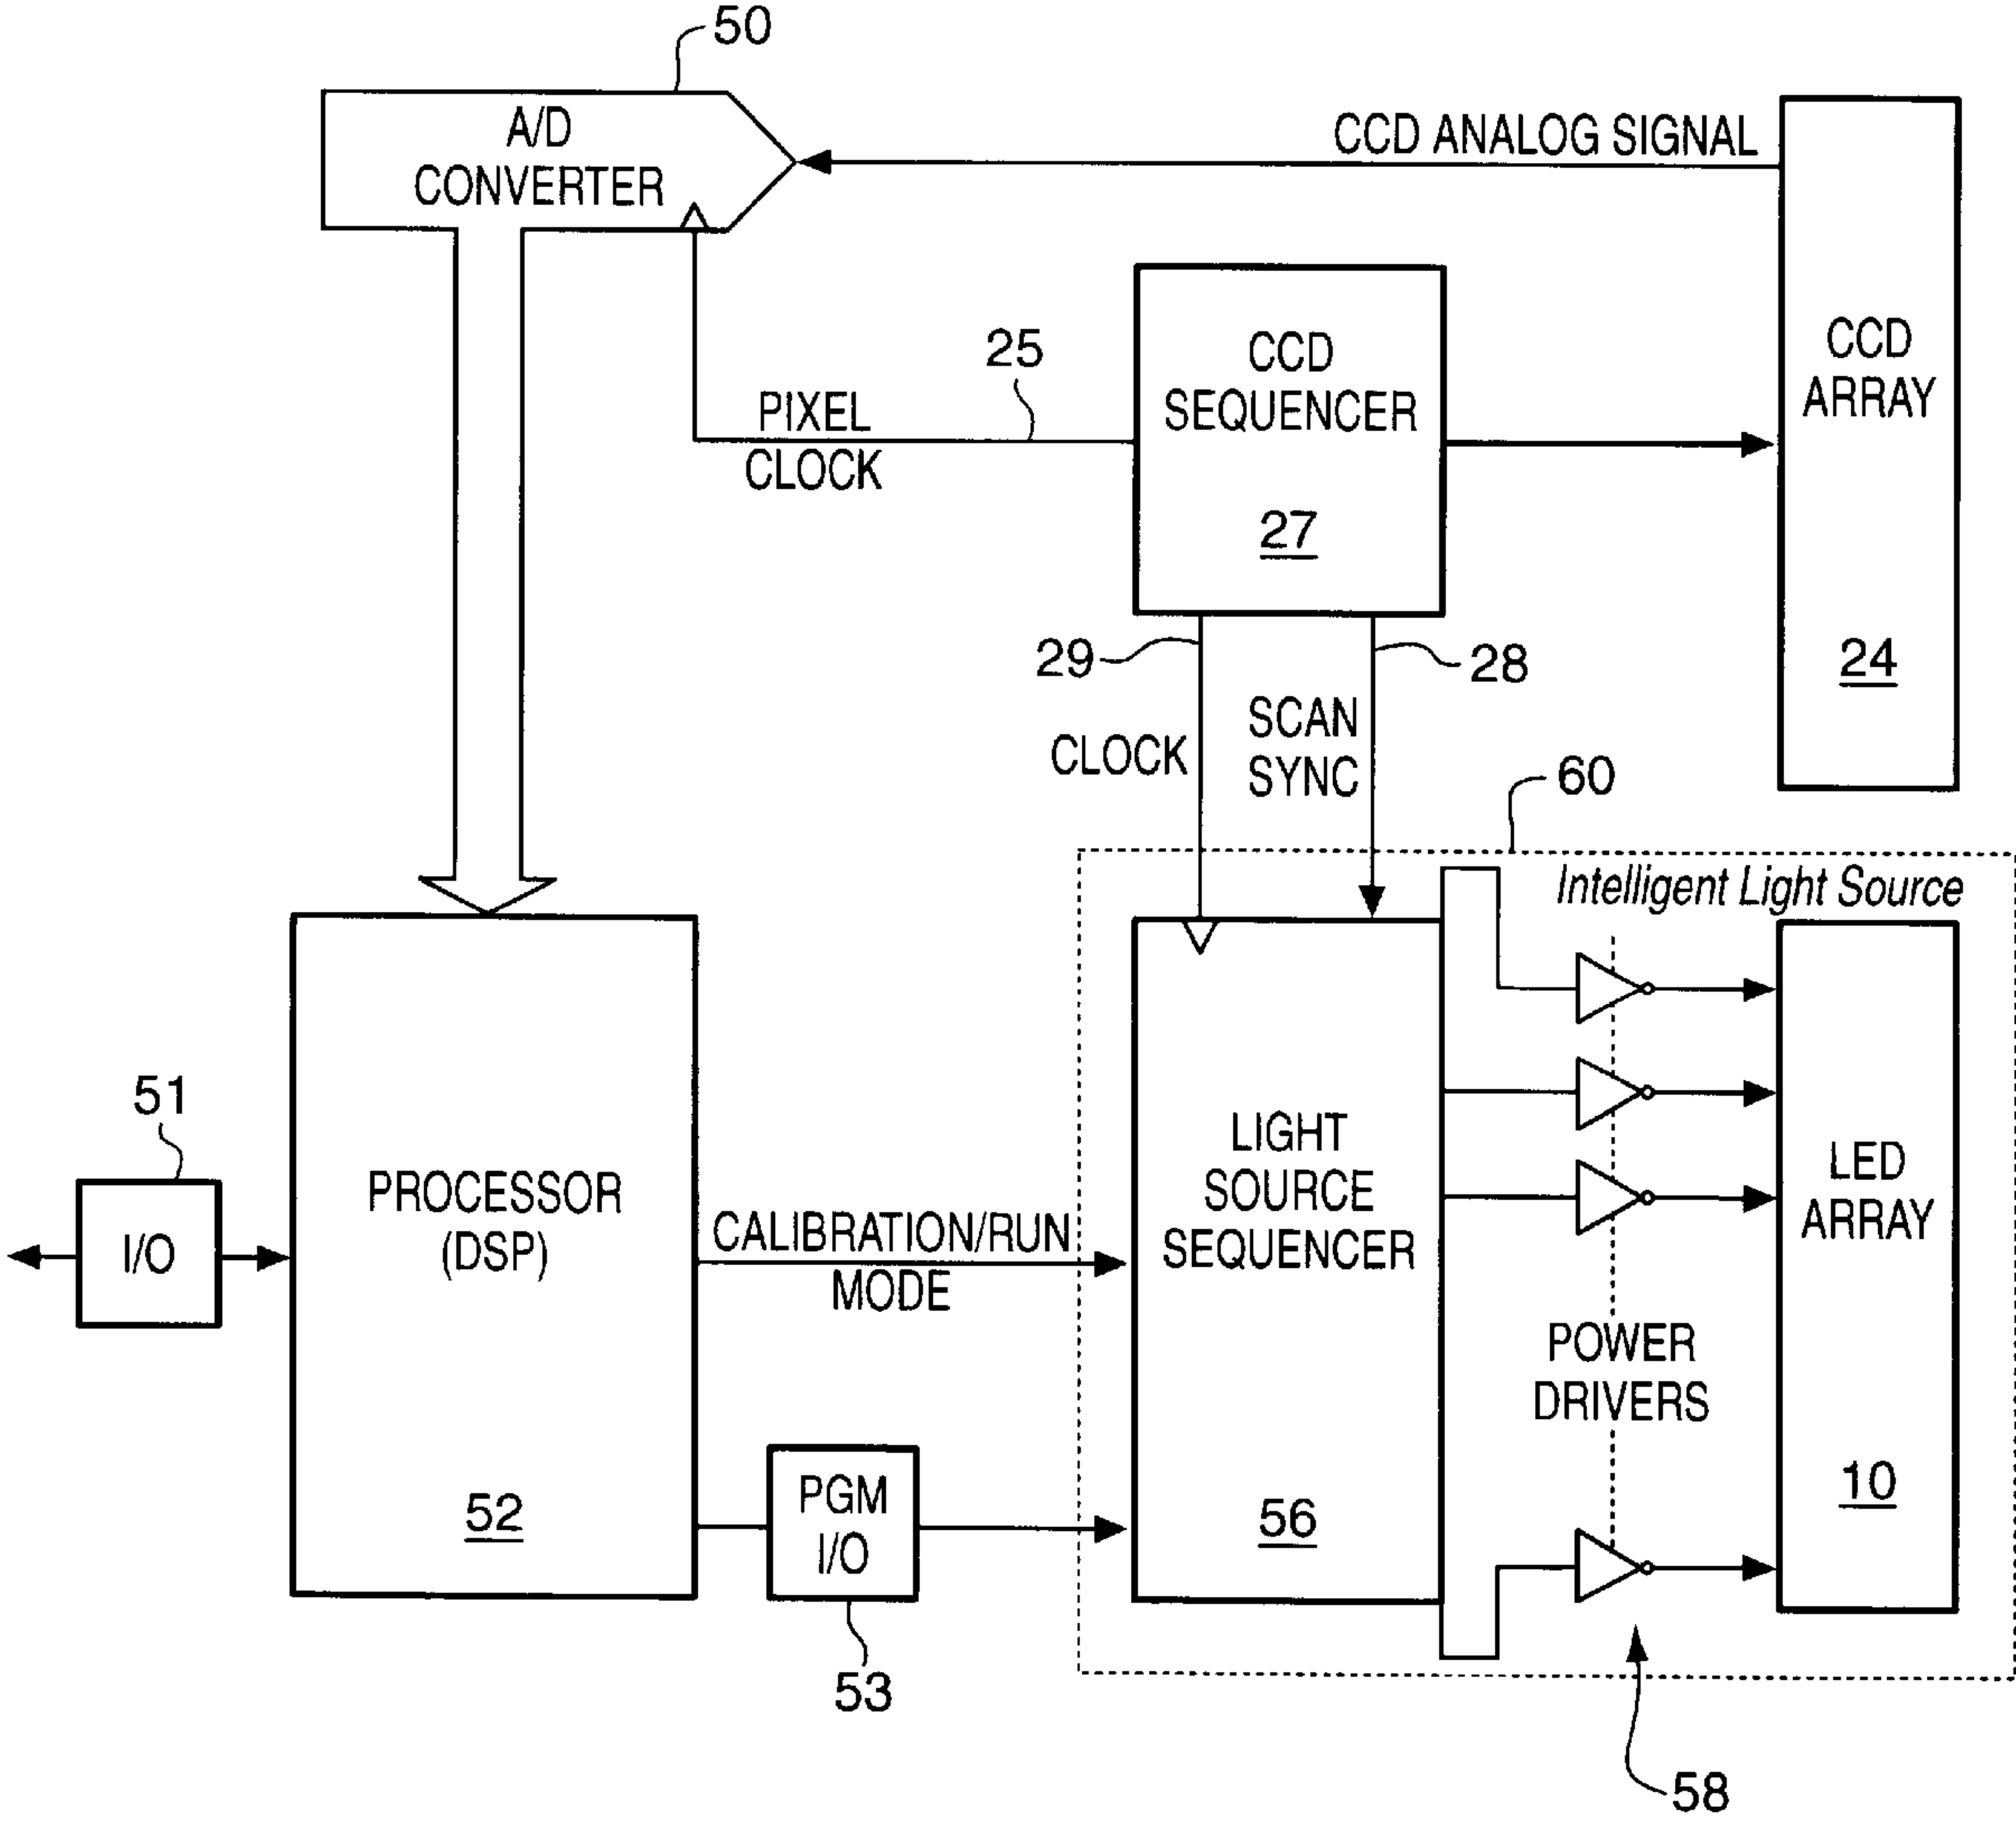 50
A/D
CONVERTER
CCD ANALOG SIGNAL
CCD
ARRAY
24
25
PIXEL
CLOCK
CCD
SEQUENCER
27
29
28
CLOCK
SCAN
SYNC
60
Intelligent Light Source
51
I/O
PROCESSOR
(DSP)
52
CALIBRATION/RUN
MODE
PGM
I/O
53
LIGHT
SOURCE
SEQUENCER
56
POWER
DRIVERS
LED
ARRAY
10
58